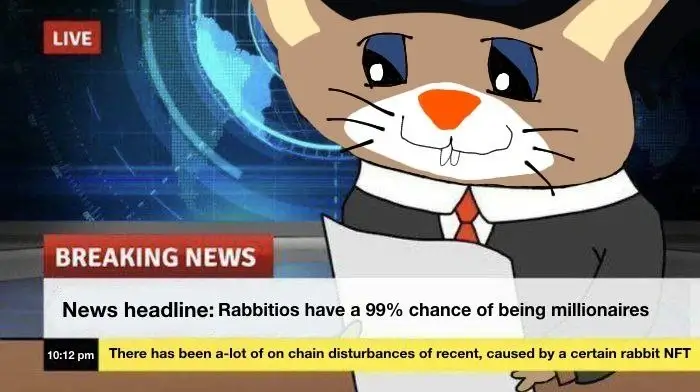 LIVE
BREAKING NEWS
News headline: Rabbitios have a 99% chance of being millionaires
10:12 pm There has been a-lot of on chain disturbances of recent, caused by a certain rabbit NFT